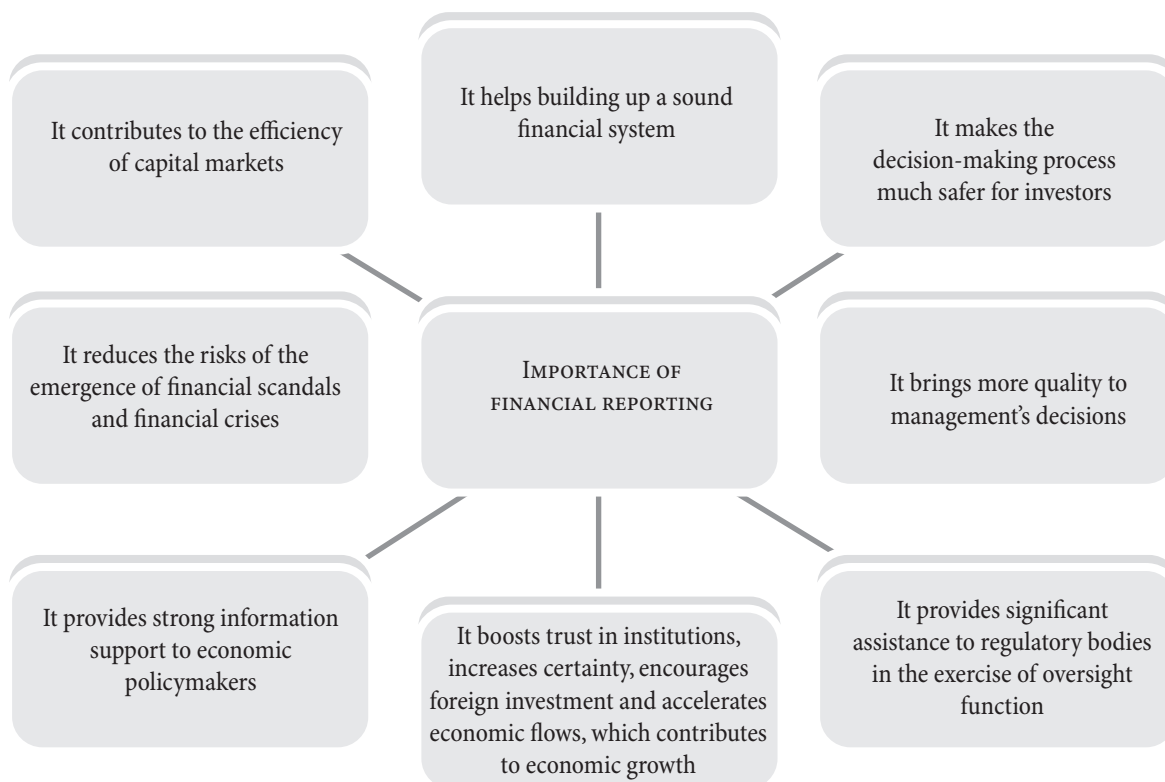 It contributes to the efficiency
of capital markets
It helps building up a sound
financial system
It makes the
decision-making process
much safer for investors
It reduces the risks of the
emergence of financial scandals
and financial crises
Importance of
financial reporting
It brings more quality to
management’s decisions
It provides strong information
support to economic
policymakers
It boosts trust in institutions,
increases certainty, encourages
foreign investment and accelerates
economic flows, which contributes
to economic growth
It provides significant
assistance to regulatory bodies
in the exercise of oversight
function